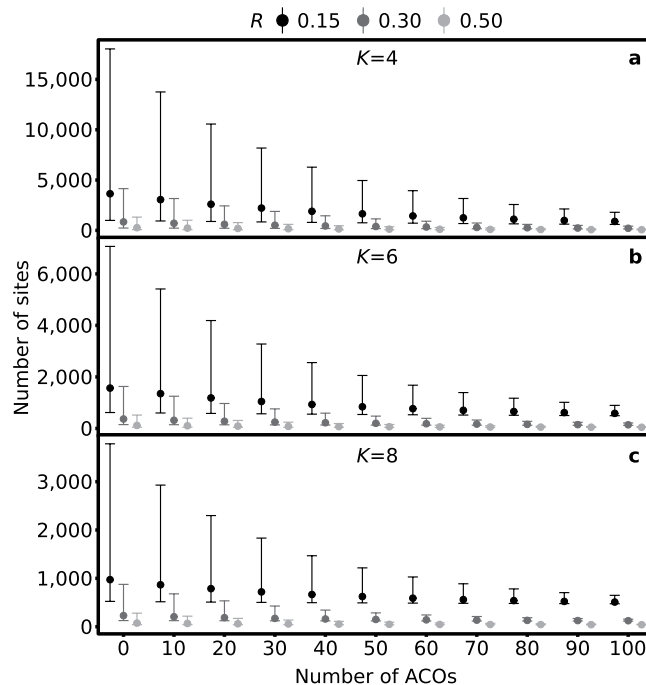 R 0.15 0.30 0.50
K=4 a
15,000
10,000
5,000
0
K=6 b
6,000
4,000
2,000
0
K=8 c
3,000
2,000
1,000
0
Number of sites
0 10 20 30 40 50 60 70 80 90 100
Number of ACOs